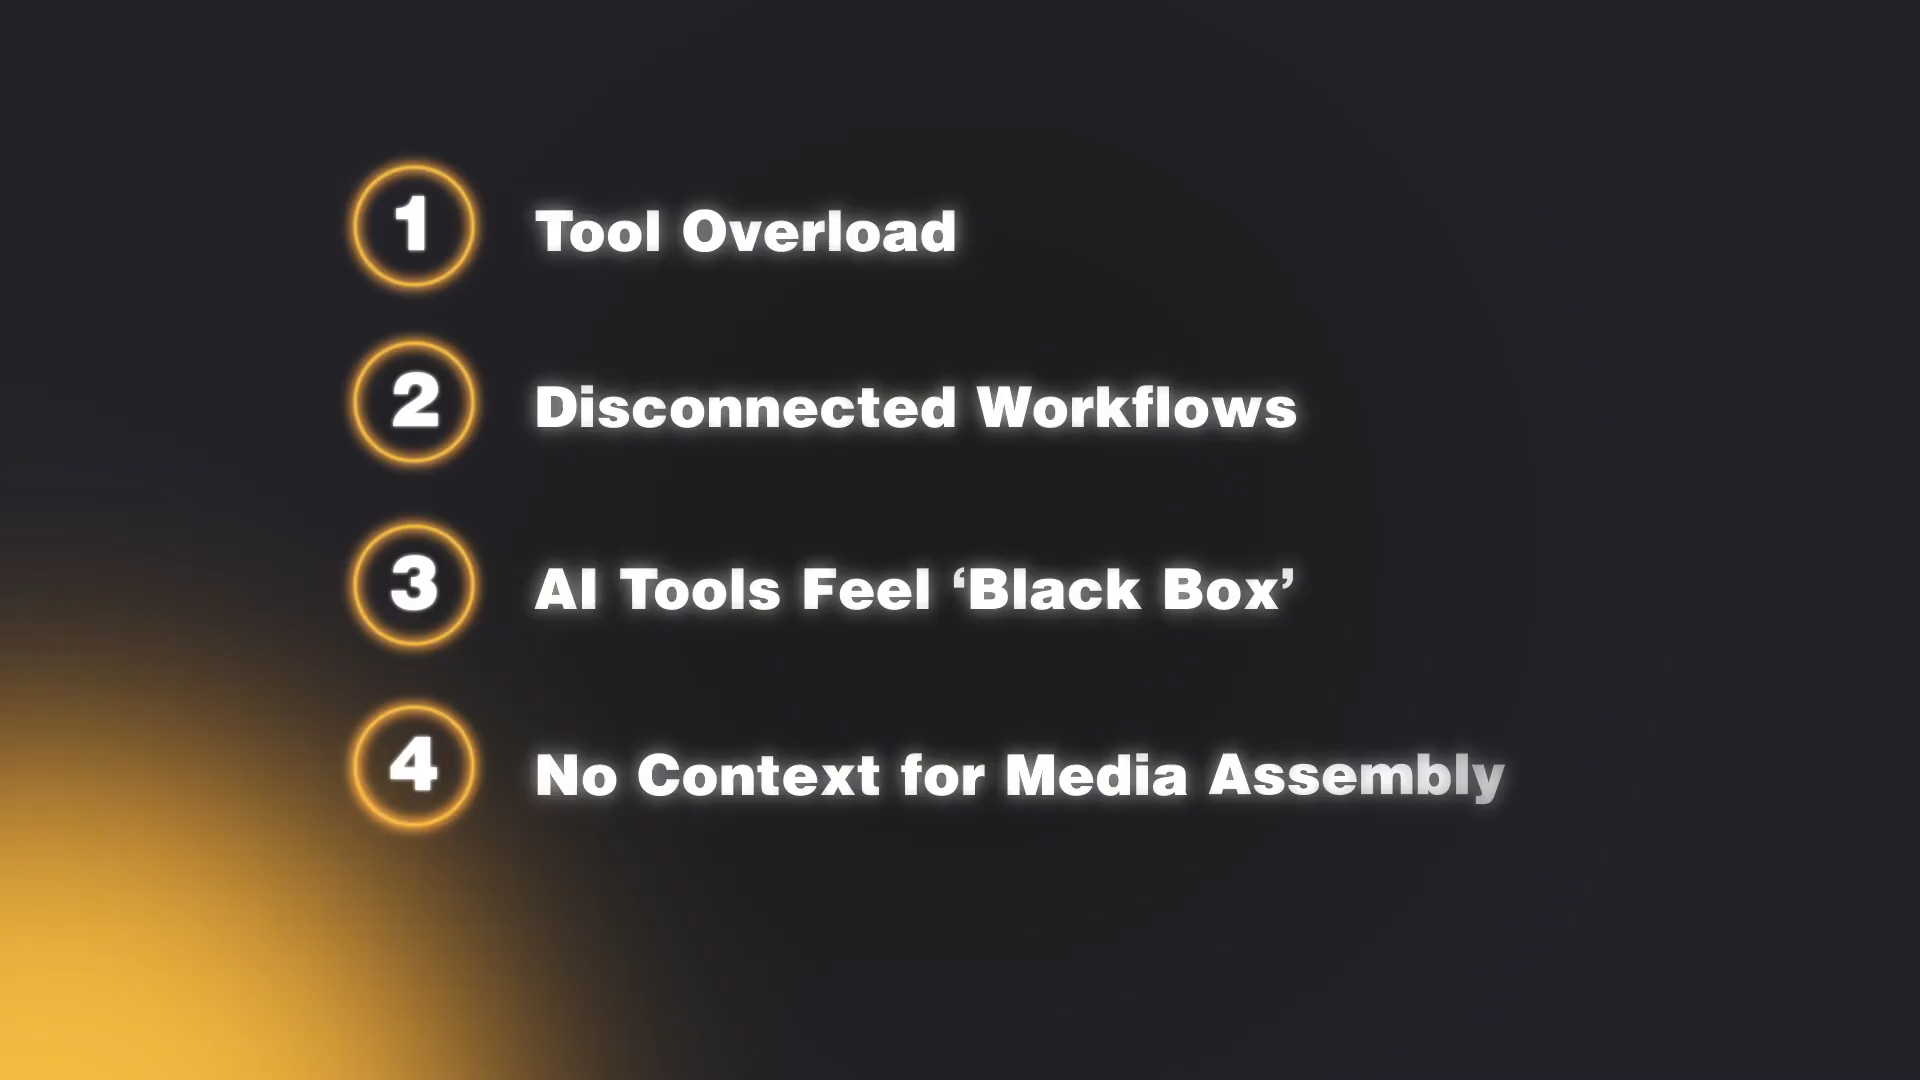 1 Tool Overload
2 Disconnected Workflows
3 AI Tools Feel ‘Black Box’
4 No Context for Media Assembly